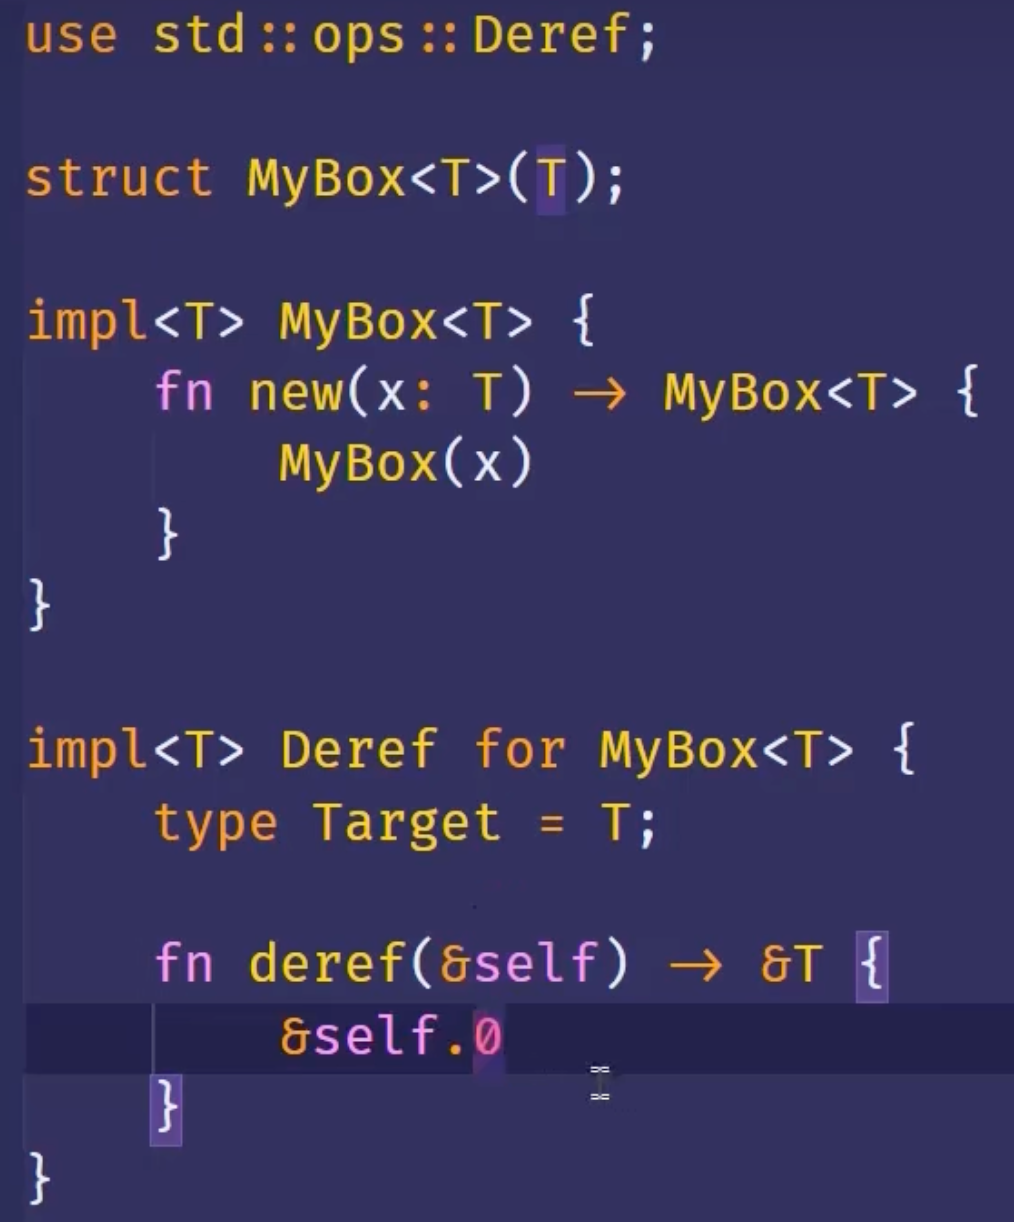 use std::ops::Deref;
struct MyBox<T>(T);
impl<T> MyBox<T> {
    fn new(x: T) -> MyBox<T> {
        MyBox(x)
    }
}
impl<T> Deref for MyBox<T> {
    type Target = T;
    fn deref(&self) -> &T {
        &self.0
    }
}